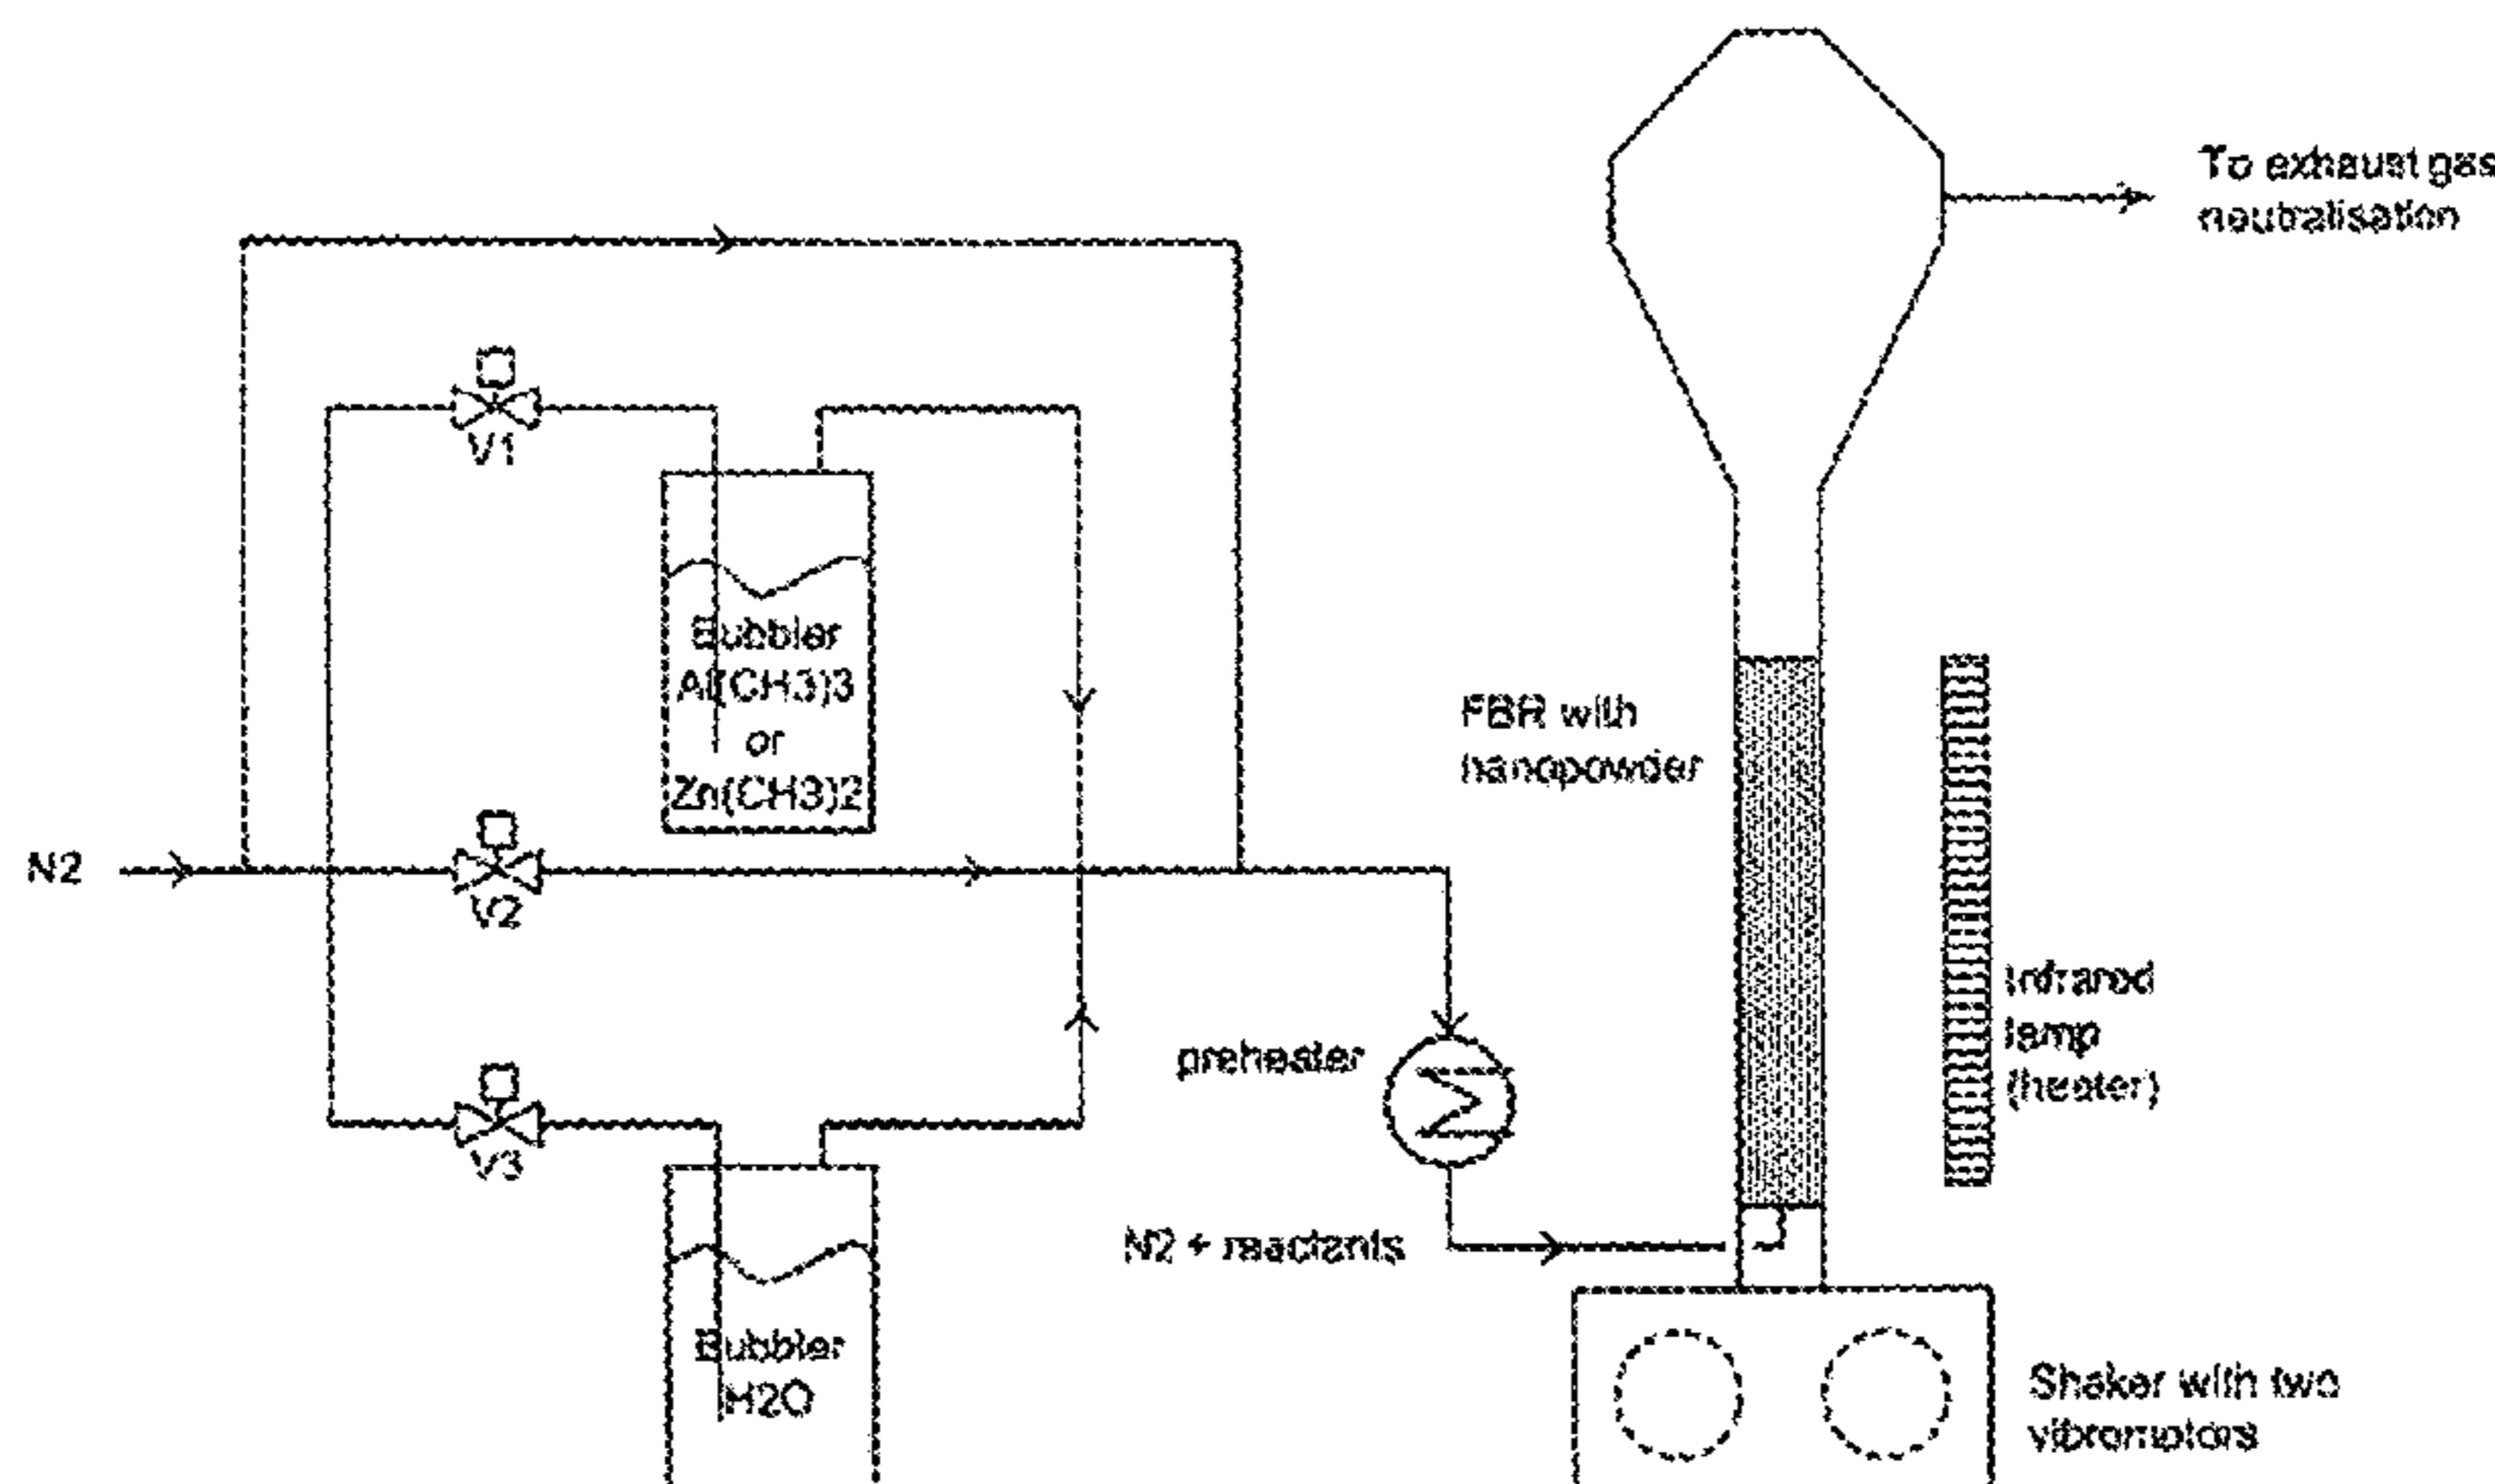 To exhaust gas
neutralisation
V1
Bubbler
Al(CH3)3
or
Zn(CH3)2
FBR with
nanopowder
N2
V2
Infrared
lamp
(heater)
preheater
V3
N2 + reactants
Bubbler
H2O
Shaker with two
vibromotors